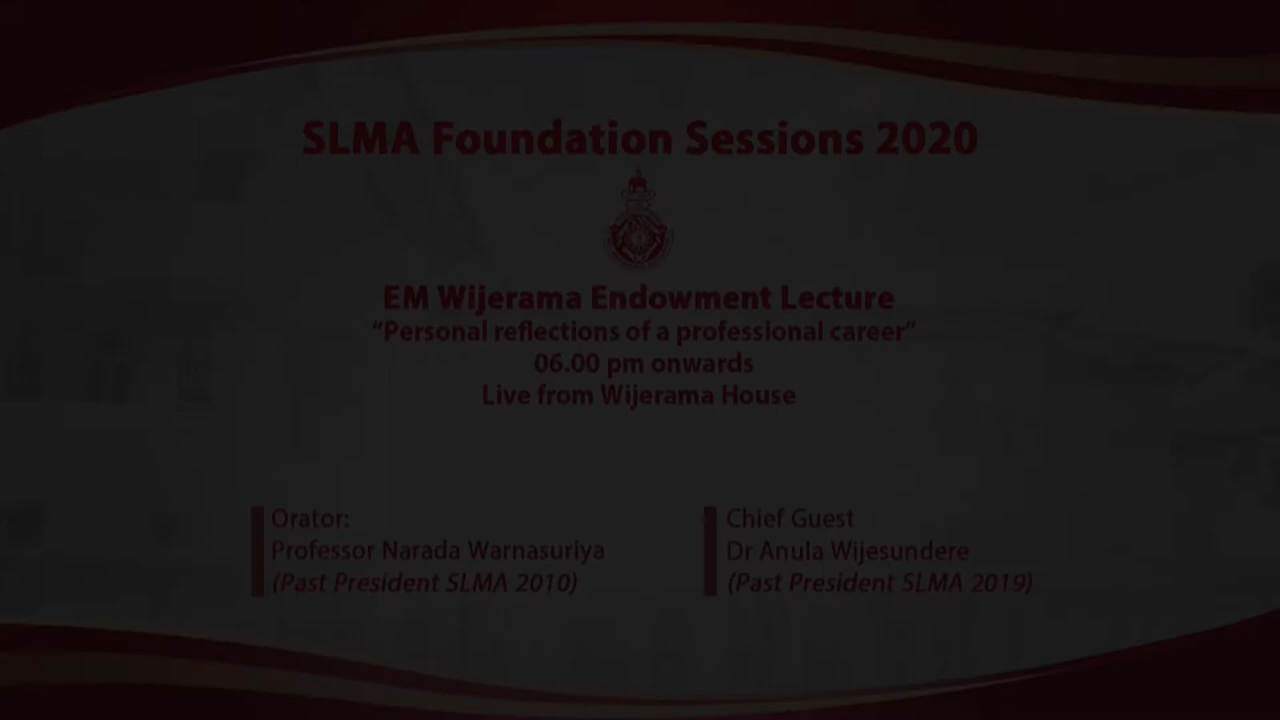 SLMA Foundation Sessions 2020
EM Wijerama Endowment Lecture
“Personal reflections of a professional career”
06.00 pm onwards
Live from Wijerama House
Orator:
Professor Narada Warnasuriya
(Past President SLMA 2010)
Chief Guest
Dr Anula Wijesundere
(Past President SLMA 2019)